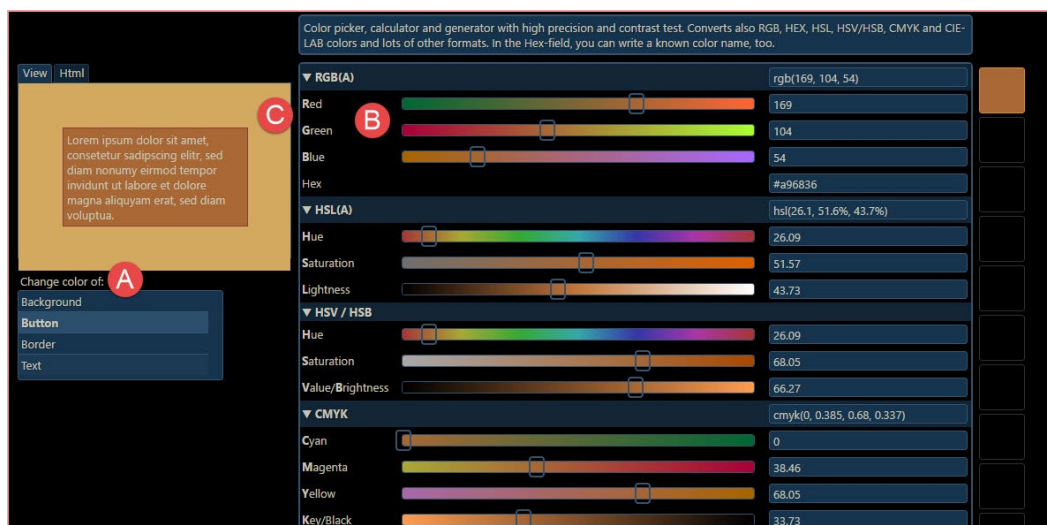 Color picker, calculator and generator with high precision and contrast test. Converts also RGB, HEX, HSL, HSV/HSB, CMYK and CIE-
LAB colors and lots of other formats. In the Hex-field, you can write a known color name, too.
View Html
C
Lorem ipsum dolor sit amet,
consetetur sadipscing elitr, sed
diam nonumy eirmod tempor
invidunt ut labore et dolore
magna aliquyam erat, sed diam
voluptua.
Change color of: A
Background
Button
Border
Text
▼ RGB(A) rgb(169, 104, 54)
Red 169
B
Green 104
Blue 54
Hex #a96836
▼ HSL(A) hsl(26.1, 51.6%, 43.7%)
Hue 26.09
Saturation 51.57
Lightness 43.73
▼ HSV / HSB
Hue 26.09
Saturation 68.05
Value/Brightness 66.27
▼ CMYK cmyk(0, 0.385, 0.68, 0.337)
Cyan 0
Magenta 38.46
Yellow 68.05
Key/Black 33.73